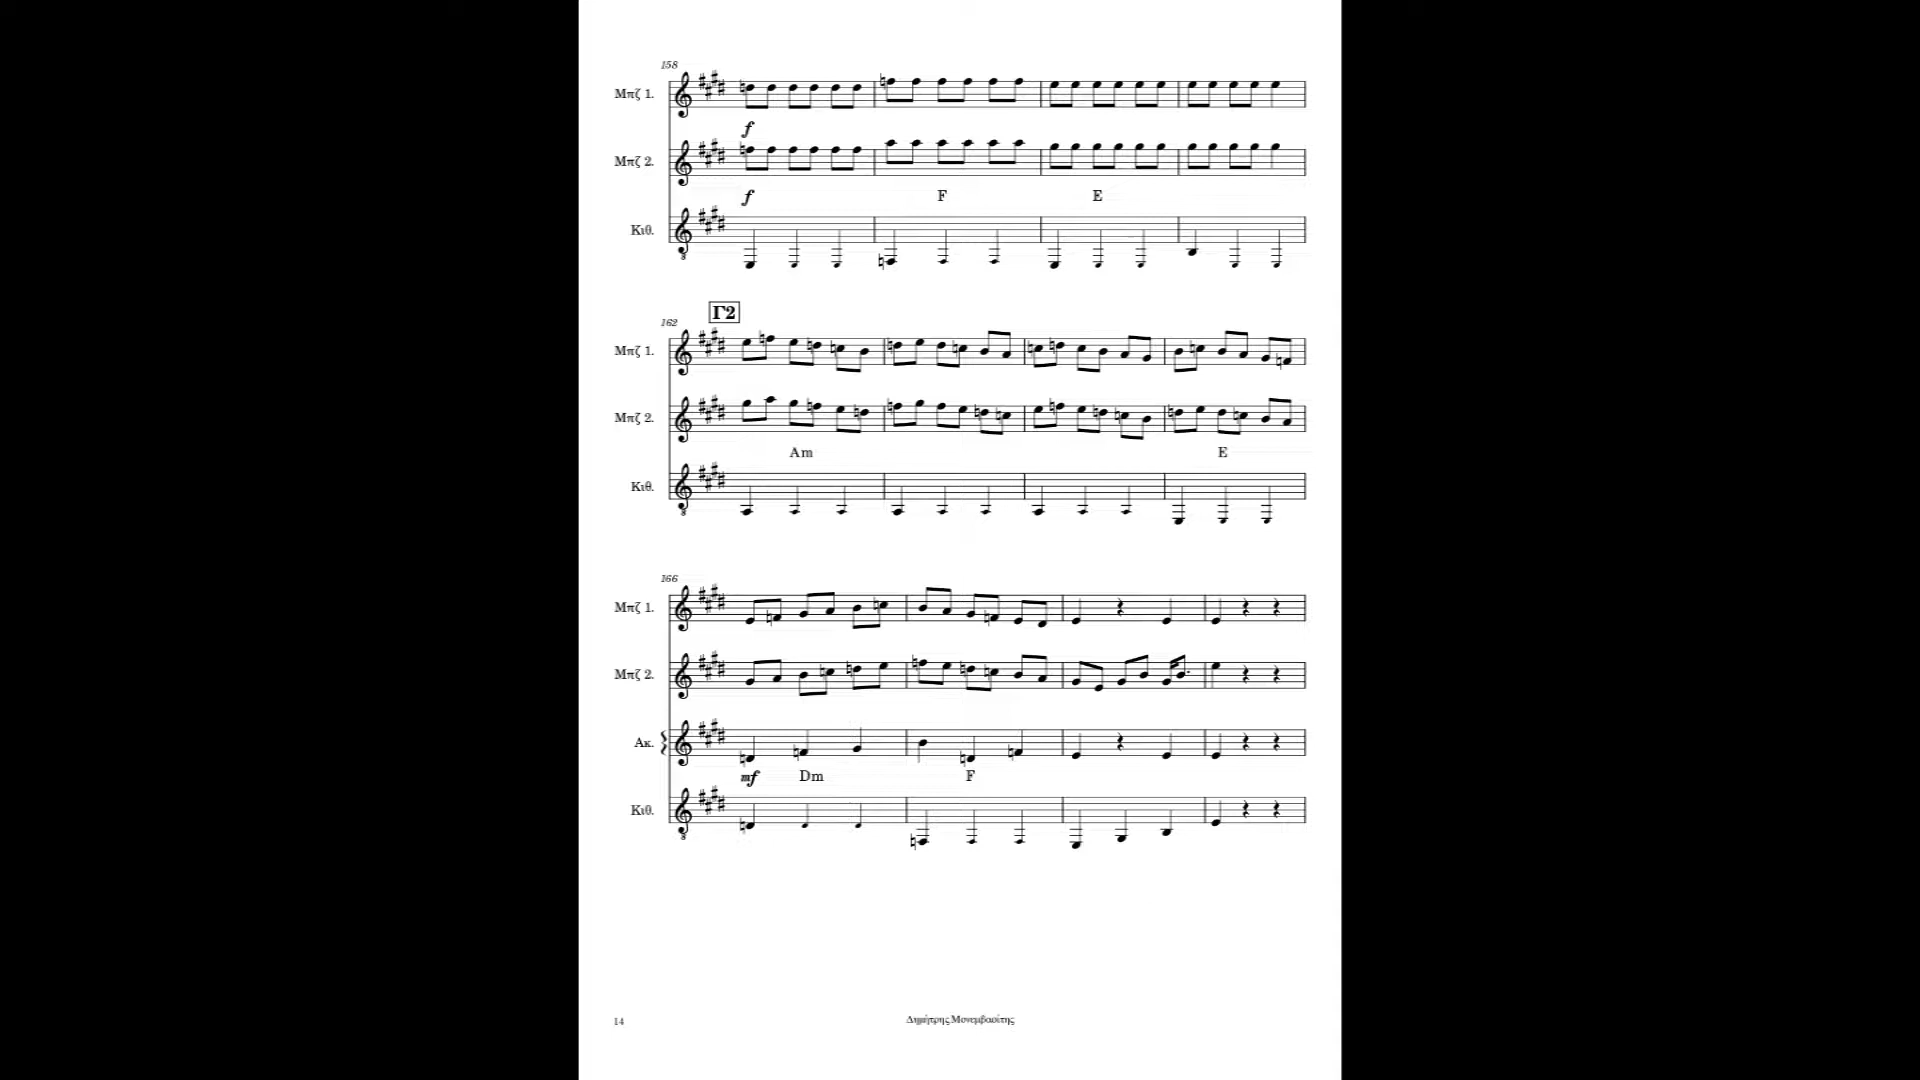 158
Μπζ 1.
f
Μπζ 2.
f F E
Κιθ.
Γ2
162
Μπζ 1.
Μπζ 2.
Am E
Κιθ.
166
Μπζ 1.
Μπζ 2.
Ακ.
mf Dm F
Κιθ.
14 Δημήτρης Μονεμβασίτης